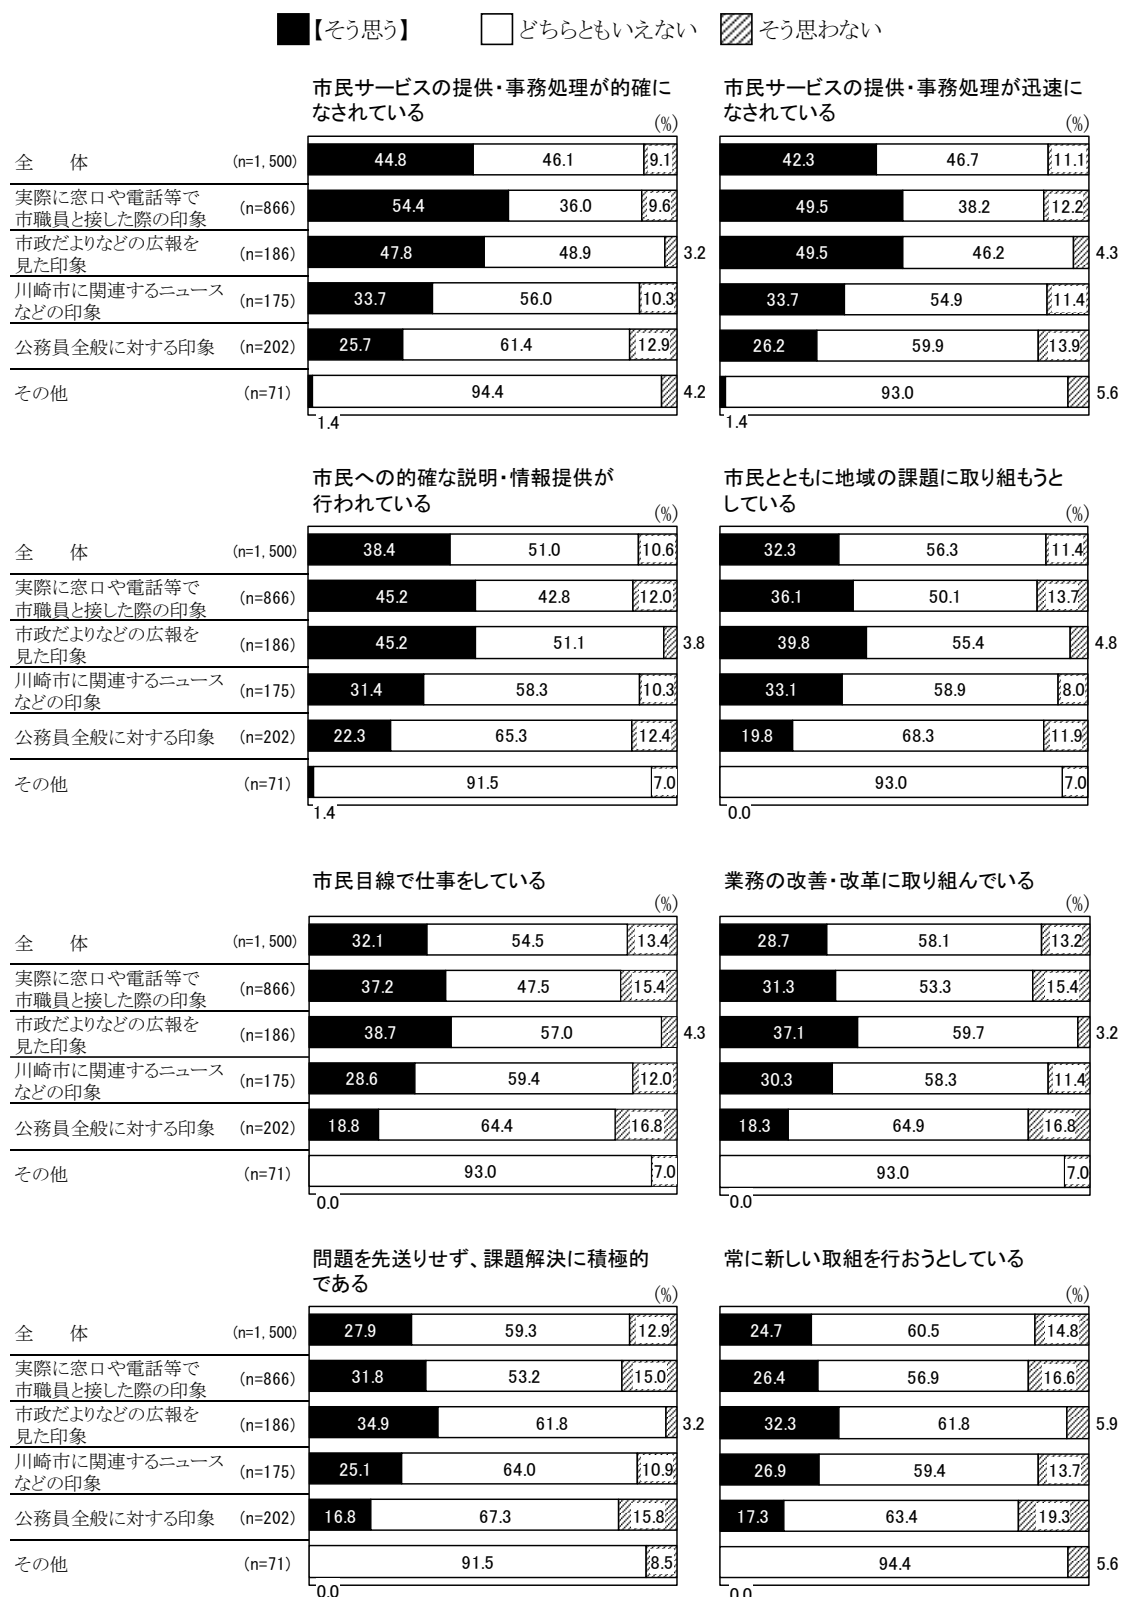 【そう思う】 どちらともいえない そう思わない
市民サービスの提供・事務処理が的確に
なされている
(%)
市民サービスの提供・事務処理が迅速に
なされている
(%)
全 体 (n=1,500) 44.8 46.1 9.1 42.3 46.7 11.1
実際に窓口や電話等で
市職員と接した際の印象 (n=866) 54.4 36.0 9.6 49.5 38.2 12.2
市政だよりなどの広報を
見た印象 (n=186) 47.8 48.9 3.2 49.5 46.2 4.3
川崎市に関連するニュース
などの印象 (n=175) 33.7 56.0 10.3 33.7 54.9 11.4
公務員全般に対する印象 (n=202) 25.7 61.4 12.9 26.2 59.9 13.9
その他 (n=71) 94.4 4.2 93.0 5.6
1.4 1.4
市民への的確な説明・情報提供が
行われている
(%)
市民とともに地域の課題に取り組もうと
している
(%)
全 体 (n=1,500) 38.4 51.0 10.6 32.3 56.3 11.4
実際に窓口や電話等で
市職員と接した際の印象 (n=866) 45.2 42.8 12.0 36.1 50.1 13.7
市政だよりなどの広報を
見た印象 (n=186) 45.2 51.1 3.8 39.8 55.4 4.8
川崎市に関連するニュース
などの印象 (n=175) 31.4 58.3 10.3 33.1 58.9 8.0
公務員全般に対する印象 (n=202) 22.3 65.3 12.4 19.8 68.3 11.9
その他 (n=71) 91.5 7.0 93.0 7.0
1.4 0.0
市民目線で仕事をしている
(%)
業務の改善・改革に取り組んでいる
(%)
全 体 (n=1,500) 32.1 54.5 13.4 28.7 58.1 13.2
実際に窓口や電話等で
市職員と接した際の印象 (n=866) 37.2 47.5 15.4 31.3 53.3 15.4
市政だよりなどの広報を
見た印象 (n=186) 38.7 57.0 4.3 37.1 59.7 3.2
川崎市に関連するニュース
などの印象 (n=175) 28.6 59.4 12.0 30.3 58.3 11.4
公務員全般に対する印象 (n=202) 18.8 64.4 16.8 18.3 64.9 16.8
その他 (n=71) 93.0 7.0 93.0 7.0
0.0 0.0
問題を先送りせず、課題解決に積極的
である
(%)
常に新しい取組を行おうとしている
(%)
全 体 (n=1,500) 27.9 59.3 12.9 24.7 60.5 14.8
実際に窓口や電話等で
市職員と接した際の印象 (n=866) 31.8 53.2 15.0 26.4 56.9 16.6
市政だよりなどの広報を
見た印象 (n=186) 34.9 61.8 3.2 32.3 61.8 5.9
川崎市に関連するニュース
などの印象 (n=175) 25.1 64.0 10.9 26.9 59.4 13.7
公務員全般に対する印象 (n=202) 16.8 67.3 15.8 17.3 63.4 19.3
その他 (n=71) 91.5 8.5 94.4 5.6
0.0 0.0